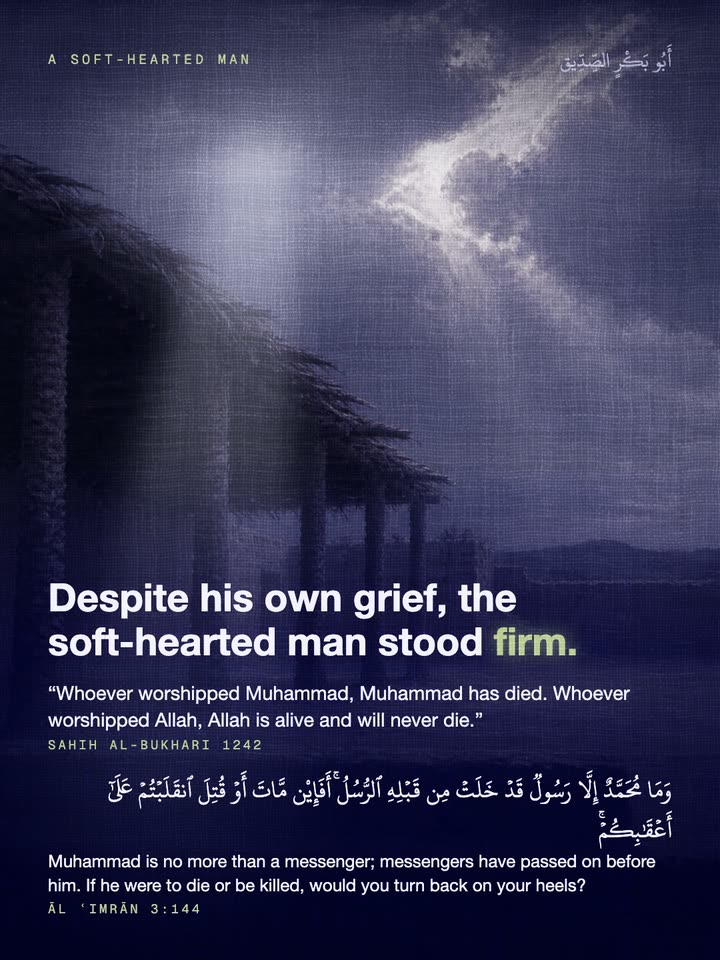 A SOFT-HEARTED MAN
أَبُو بَكْرٍ الصِّدِّيق
Despite his own grief, the
soft-hearted man stood firm.
“Whoever worshipped Muhammad, Muhammad has died. Whoever
worshipped Allah, Allah is alive and will never die.”
SAHIH AL-BUKHARI 1242
وَمَا مُحَمَّدٌ إِلَّا رَسُولٌ قَدْ خَلَتْ مِن قَبْلِهِ ٱلرُّسُلُ ۚ أَفَإِي۟ن مَّاتَ أَوْ قُتِلَ ٱنقَلَبْتُمْ عَلَىٰٓ
أَعْقَـٰبِكُمْ ۚ
Muhammad is no more than a messenger; messengers have passed on before
him. If he were to die or be killed, would you turn back on your heels?
ĀL ʿIMRĀN 3:144